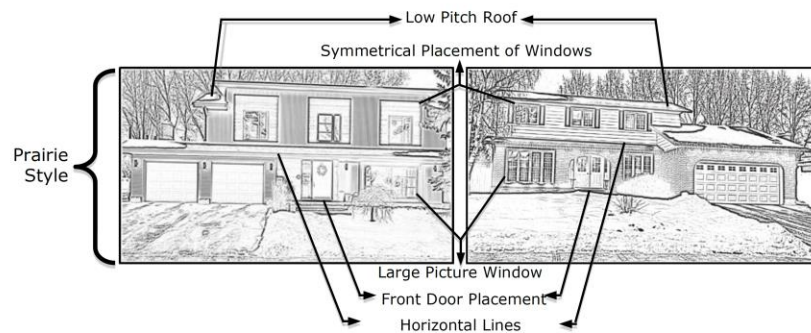 Low Pitch Roof
Symmetrical Placement of Windows
Prairie
Style
Large Picture Window
Front Door Placement
Horizontal Lines